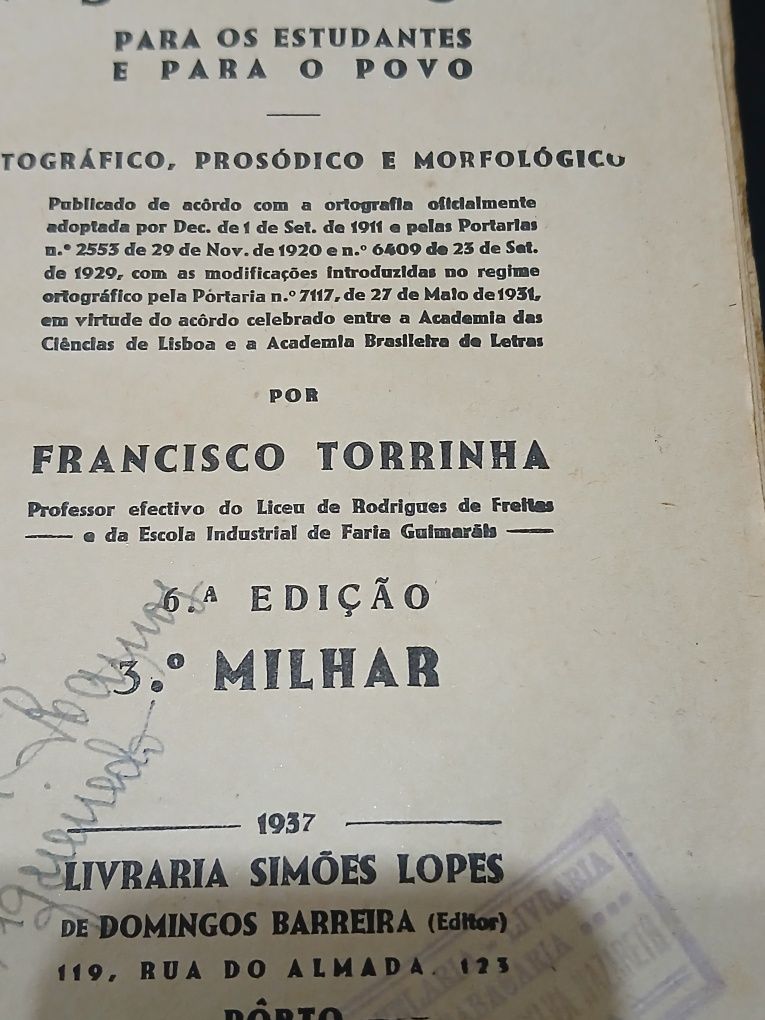 PARA OS ESTUDANTES
E PARA O POVO
TOGRÁFICO, PROSÓDICO E MORFOLÓGICO
Publicado de acôrdo com a ortografia oficialmente
adoptada por Dec. de 1 de Set. de 1911 e pelas Portarias
n.º 2553 de 29 de Nov. de 1920 e n.º 6409 de 23 de Set.
de 1929, com as modificações introduzidas no regime
ortográfico pela Portaria n.º 7117, de 27 de Maio de 1931,
em virtude do acôrdo celebrado entre a Academia das
Ciências de Lisboa e a Academia Brasileira de Letras
POR
FRANCISCO TORRINHA
Professor efectivo do Liceu de Rodrigues de Freitas
e da Escola Industrial de Faria Guimarãis
6.ª EDIÇÃO
3.º MILHAR
1937
LIVRARIA SIMÕES LOPES
DE DOMINGOS BARREIRA (Editor)
119, RUA DO ALMADA, 123
PÔRTO
LIVRARIA